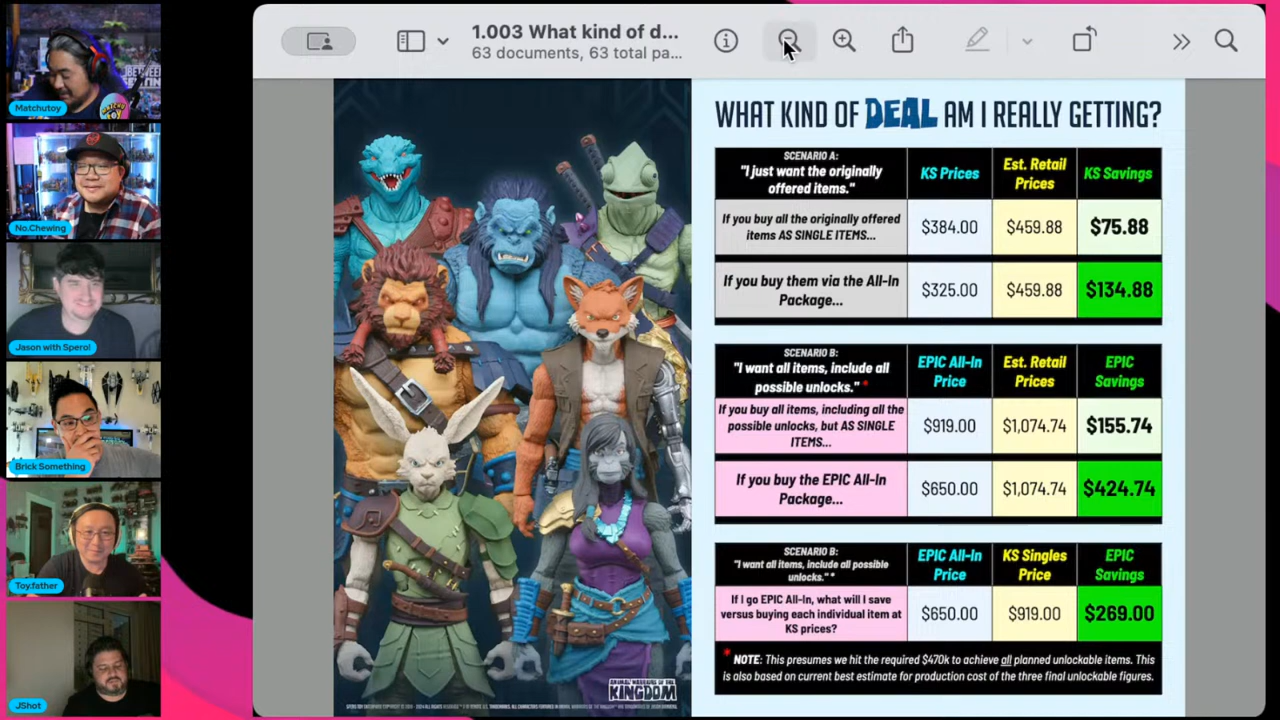 Matchutoy
No.Chewing
Jason with Spero!
Brick Something
Toy.father
JShot
1.003 What kind of d...
63 documents, 63 total pa...
WHAT KIND OF DEAL AM I REALLY GETTING?
SCENARIO A:
"I just want the originally
offered items."
KS Prices
Est. Retail
Prices
KS Savings
If you buy all the originally offered
items AS SINGLE ITEMS...
$384.00
$459.88
$75.88
If you buy them via the All-In
Package...
$325.00
$459.88
$134.88
SCENARIO B:
"I want all items, include all
possible unlocks." *
EPIC All-In
Price
Est. Retail
Prices
EPIC
Savings
If you buy all items, including all the
possible unlocks, but AS SINGLE
ITEMS...
$919.00
$1,074.74
$155.74
If you buy the EPIC All-In
Package...
$650.00
$1,074.74
$424.74
SCENARIO B:
"I want all items, include all possible
unlocks." *
EPIC All-In
Price
KS Singles
Price
EPIC
Savings
If I go EPIC All-In, what will I save
versus buying each individual item at
KS prices?
$650.00
$919.00
$269.00
* NOTE: This presumes we hit the required $470k to achieve all planned unlockable items. This
is also based on current best estimate for production cost of the three final unlockable figures.
ANIMAL WARRIORS OF THE
KINGDOM